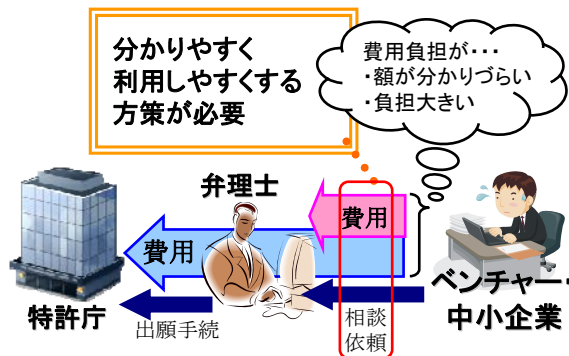 分かりやすく
利用しやすくする
方策が必要
費用負担が・・・
・額が分かりづらい
・負担大きい
弁理士
費用
費用
特許庁
出願手続
相談
依頼
ベンチャー・
中小企業